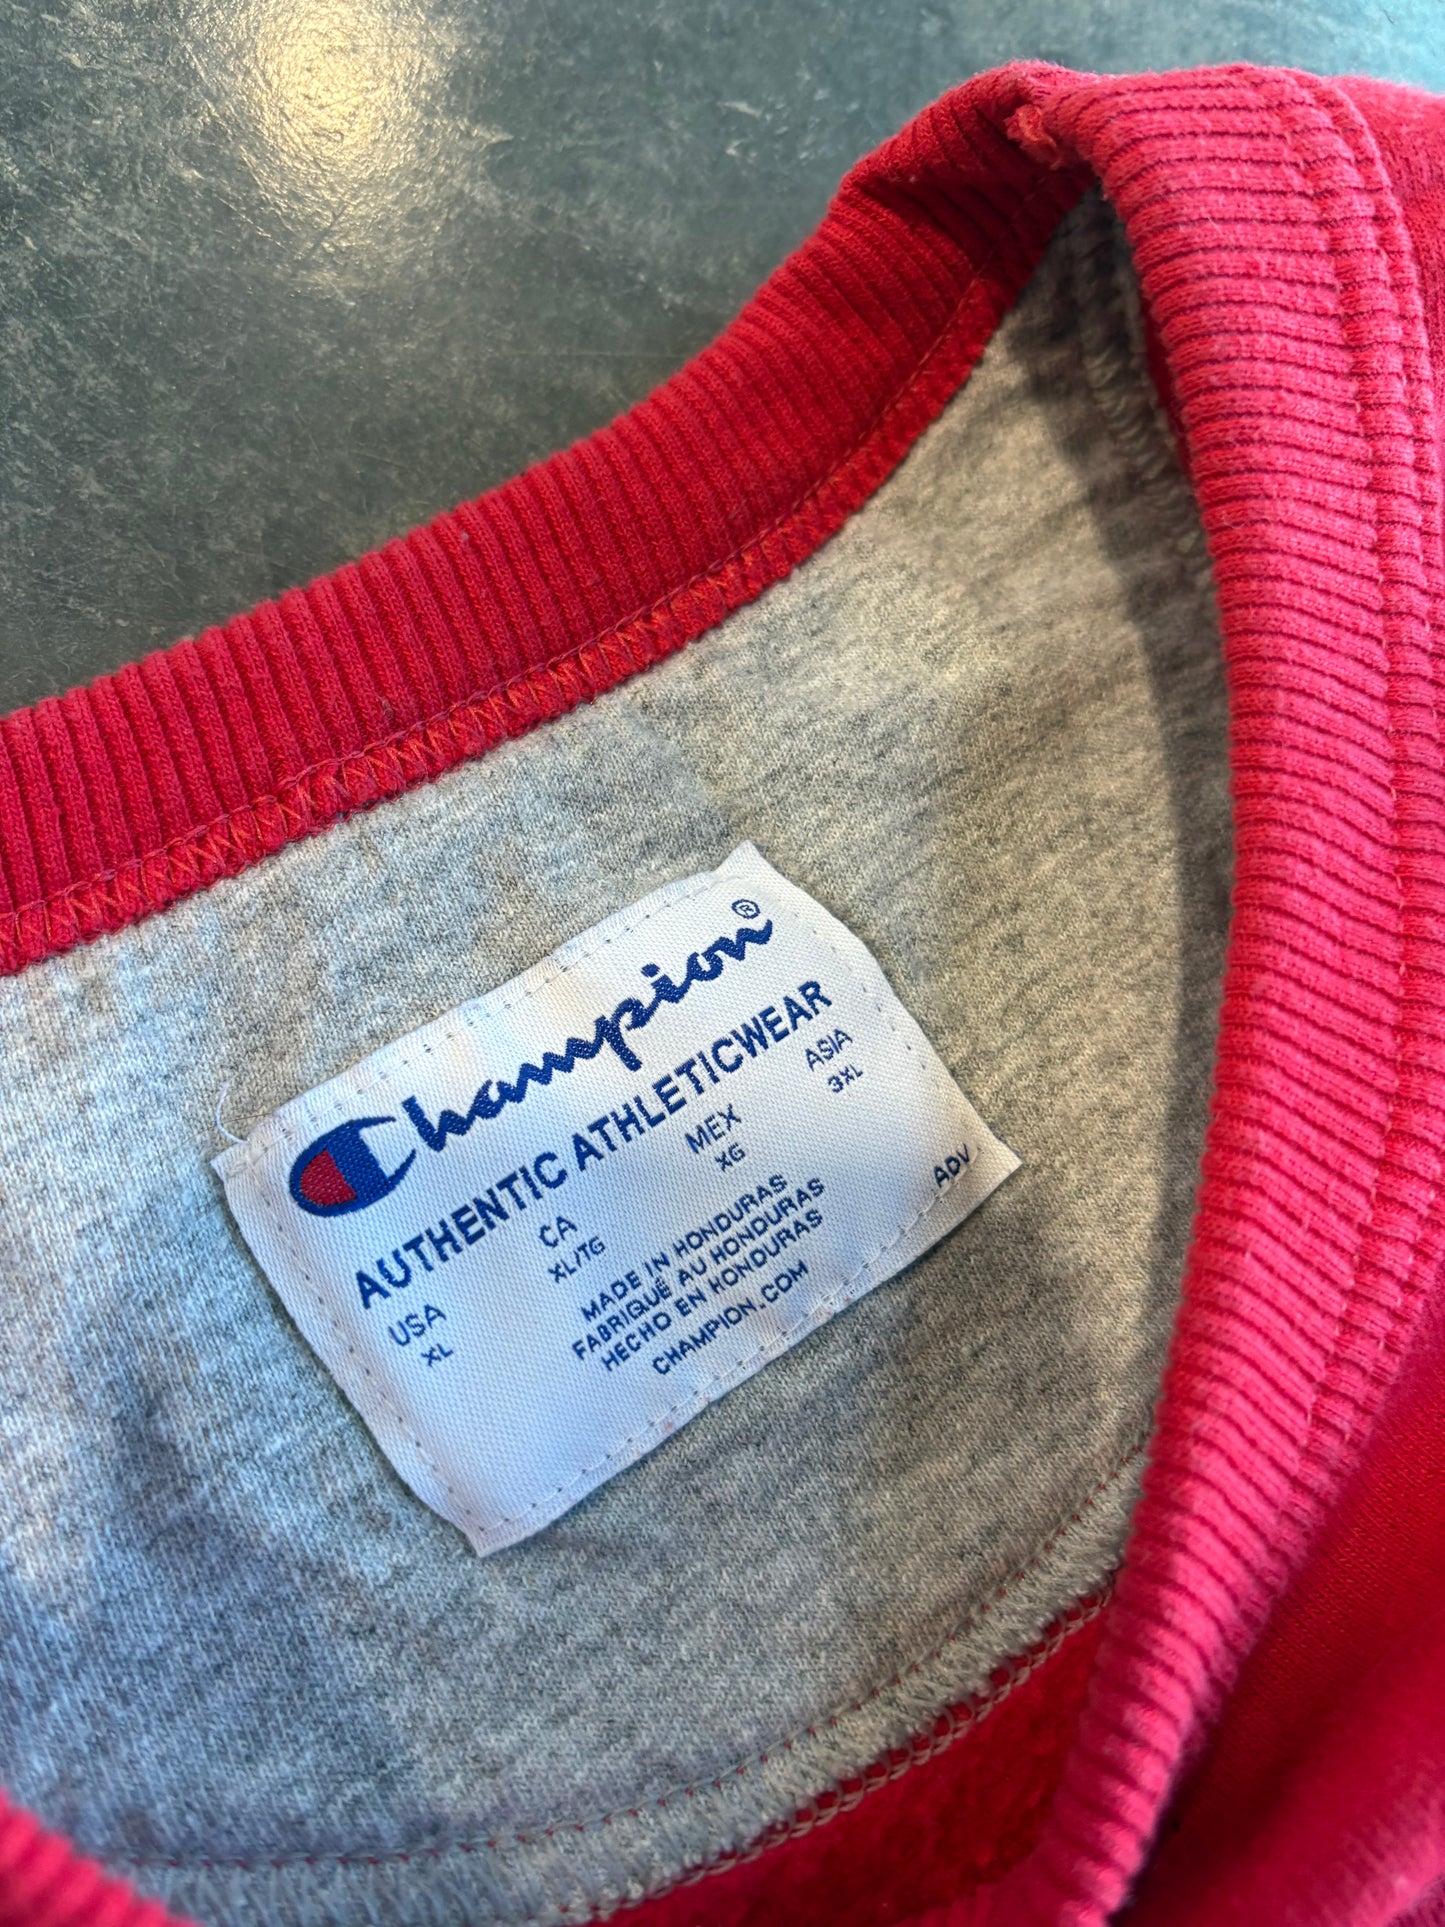 Champion®
AUTHENTIC ATHLETICWEAR
USA CA MEX ASIA
XL XL/TG XG 3XL
MADE IN HONDURAS
FABRIQUÉ AU HONDURAS
HECHO EN HONDURAS
CHAMPION.COM
ADV